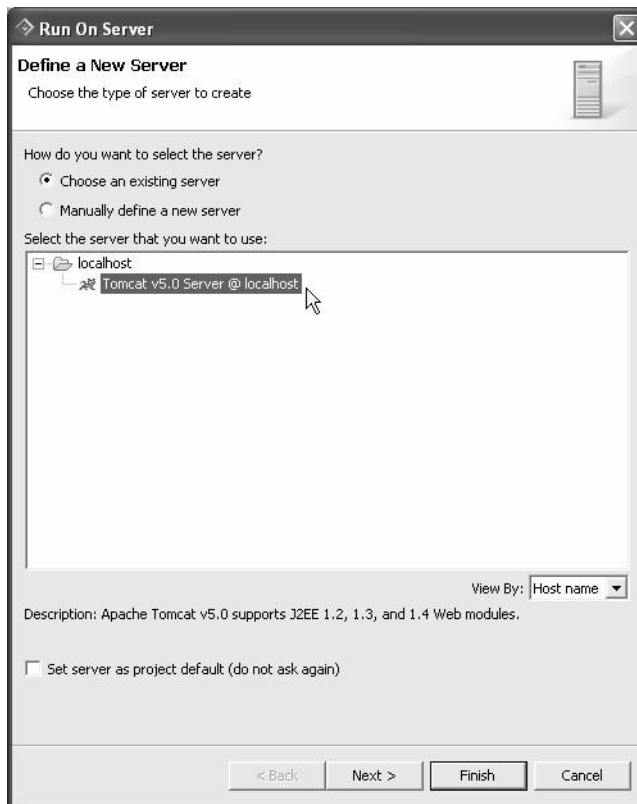 Run On Server
Define a New Server
Choose the type of server to create
How do you want to select the server?
Choose an existing server
Manually define a new server
Select the server that you want to use:
localhost
Tomcat v5.0 Server @ localhost
View By: Host name
Description: Apache Tomcat v5.0 supports J2EE 1.2, 1.3, and 1.4 Web modules.
Set server as project default (do not ask again)
< Back Next > Finish Cancel